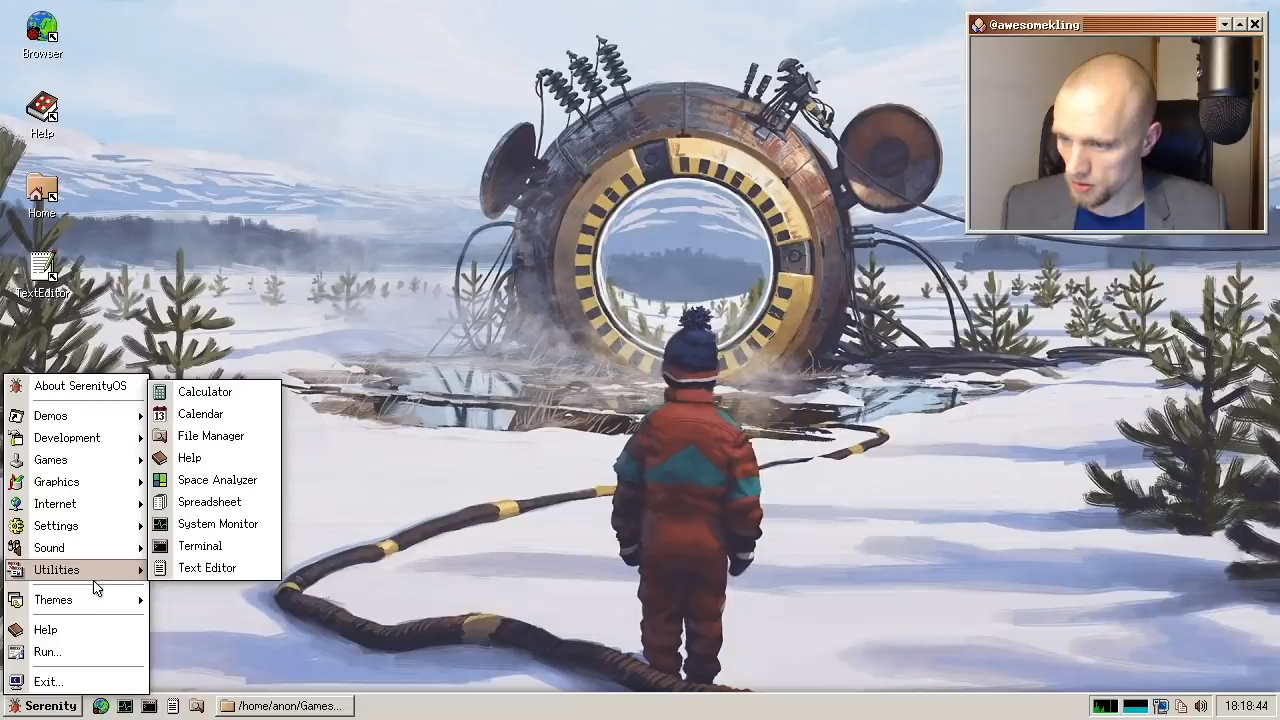 Browser
Help
Home
TextEditor
@awesomekling
About SerenityOS
Demos
Developme
Games
Graphics
Internet
Settings
Sound
Utilities
Themes
Help
Run...
Exit...
Calculator
13
Calendar
File Manager
Help
Space Analyzer
Spreadsheet
System Monitor
Terminal
Text Editor
Serenity
/home/anon/Games...
18:18:44